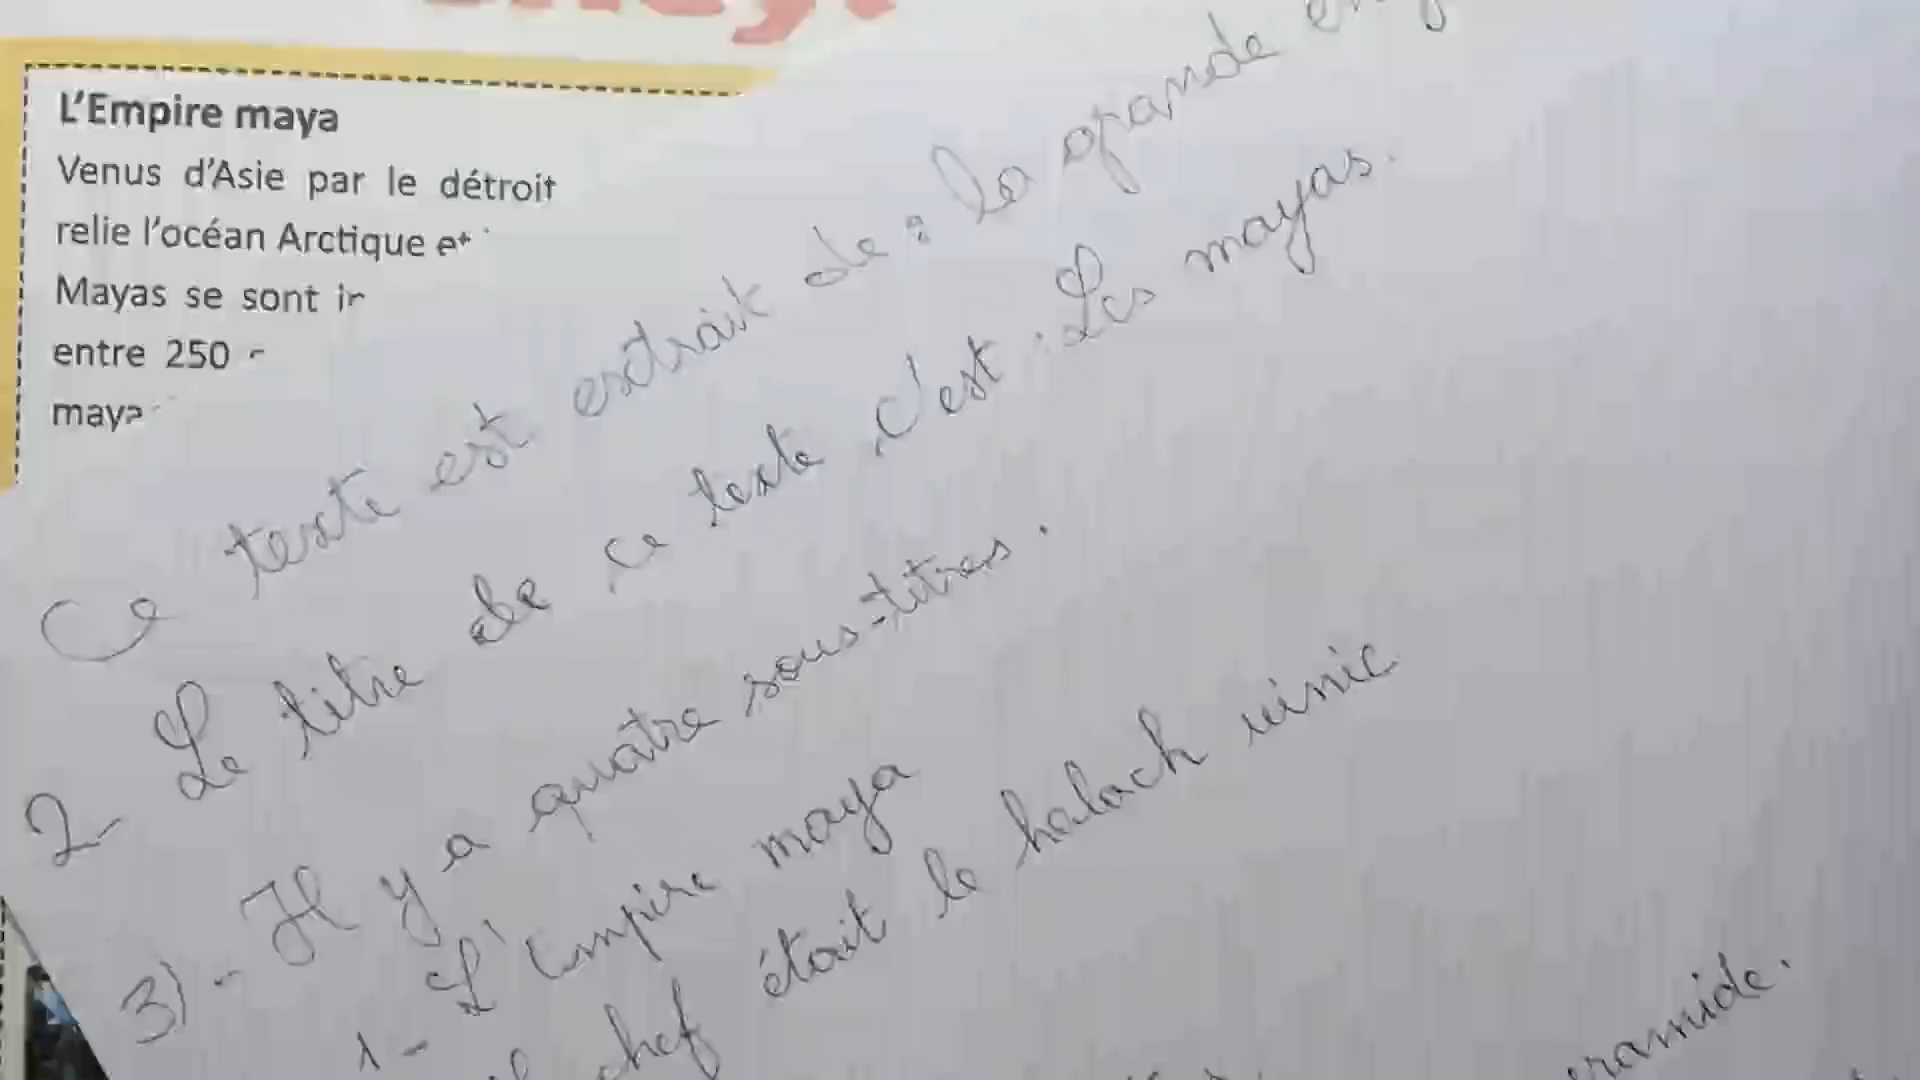 L'Empire maya
Venus d'Asie par le détroit
relie l'océan Arctique et
Mayas se sont
entre 250
maya
Ce texte est extrait de : la grande
2- Le titre de ce texte, c'est : Les mayas.
3) - Il y a quatre sous-titres.
1- L'Empire maya
chef était le halach uinic